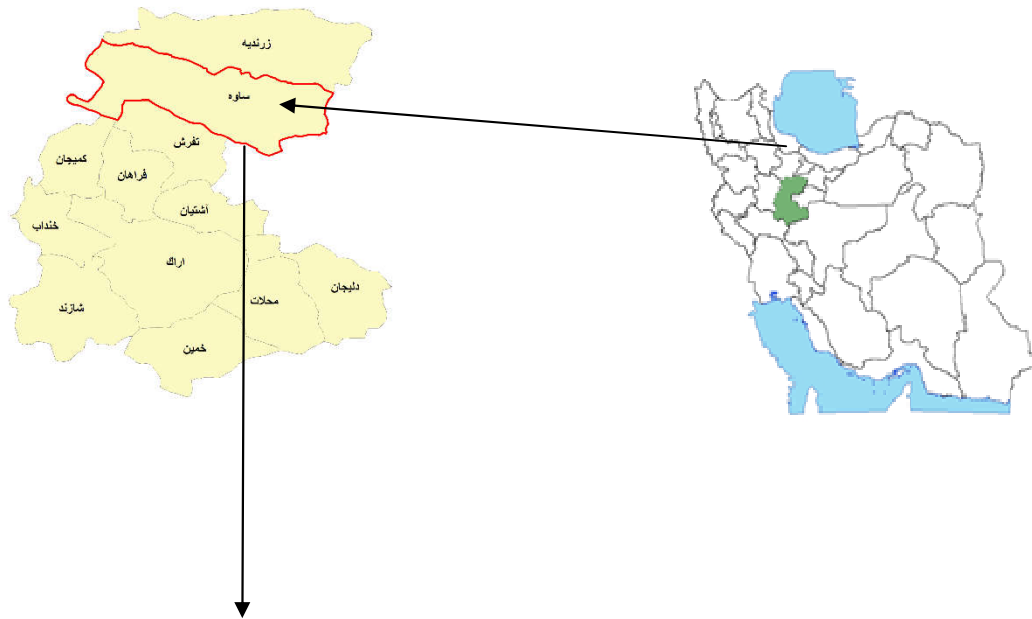 زرندیه
ساوه
تفرش
کمیجان
فراهان
آشتیان
خنداب
اراک
دلیجان
محلات
شازند
خمین